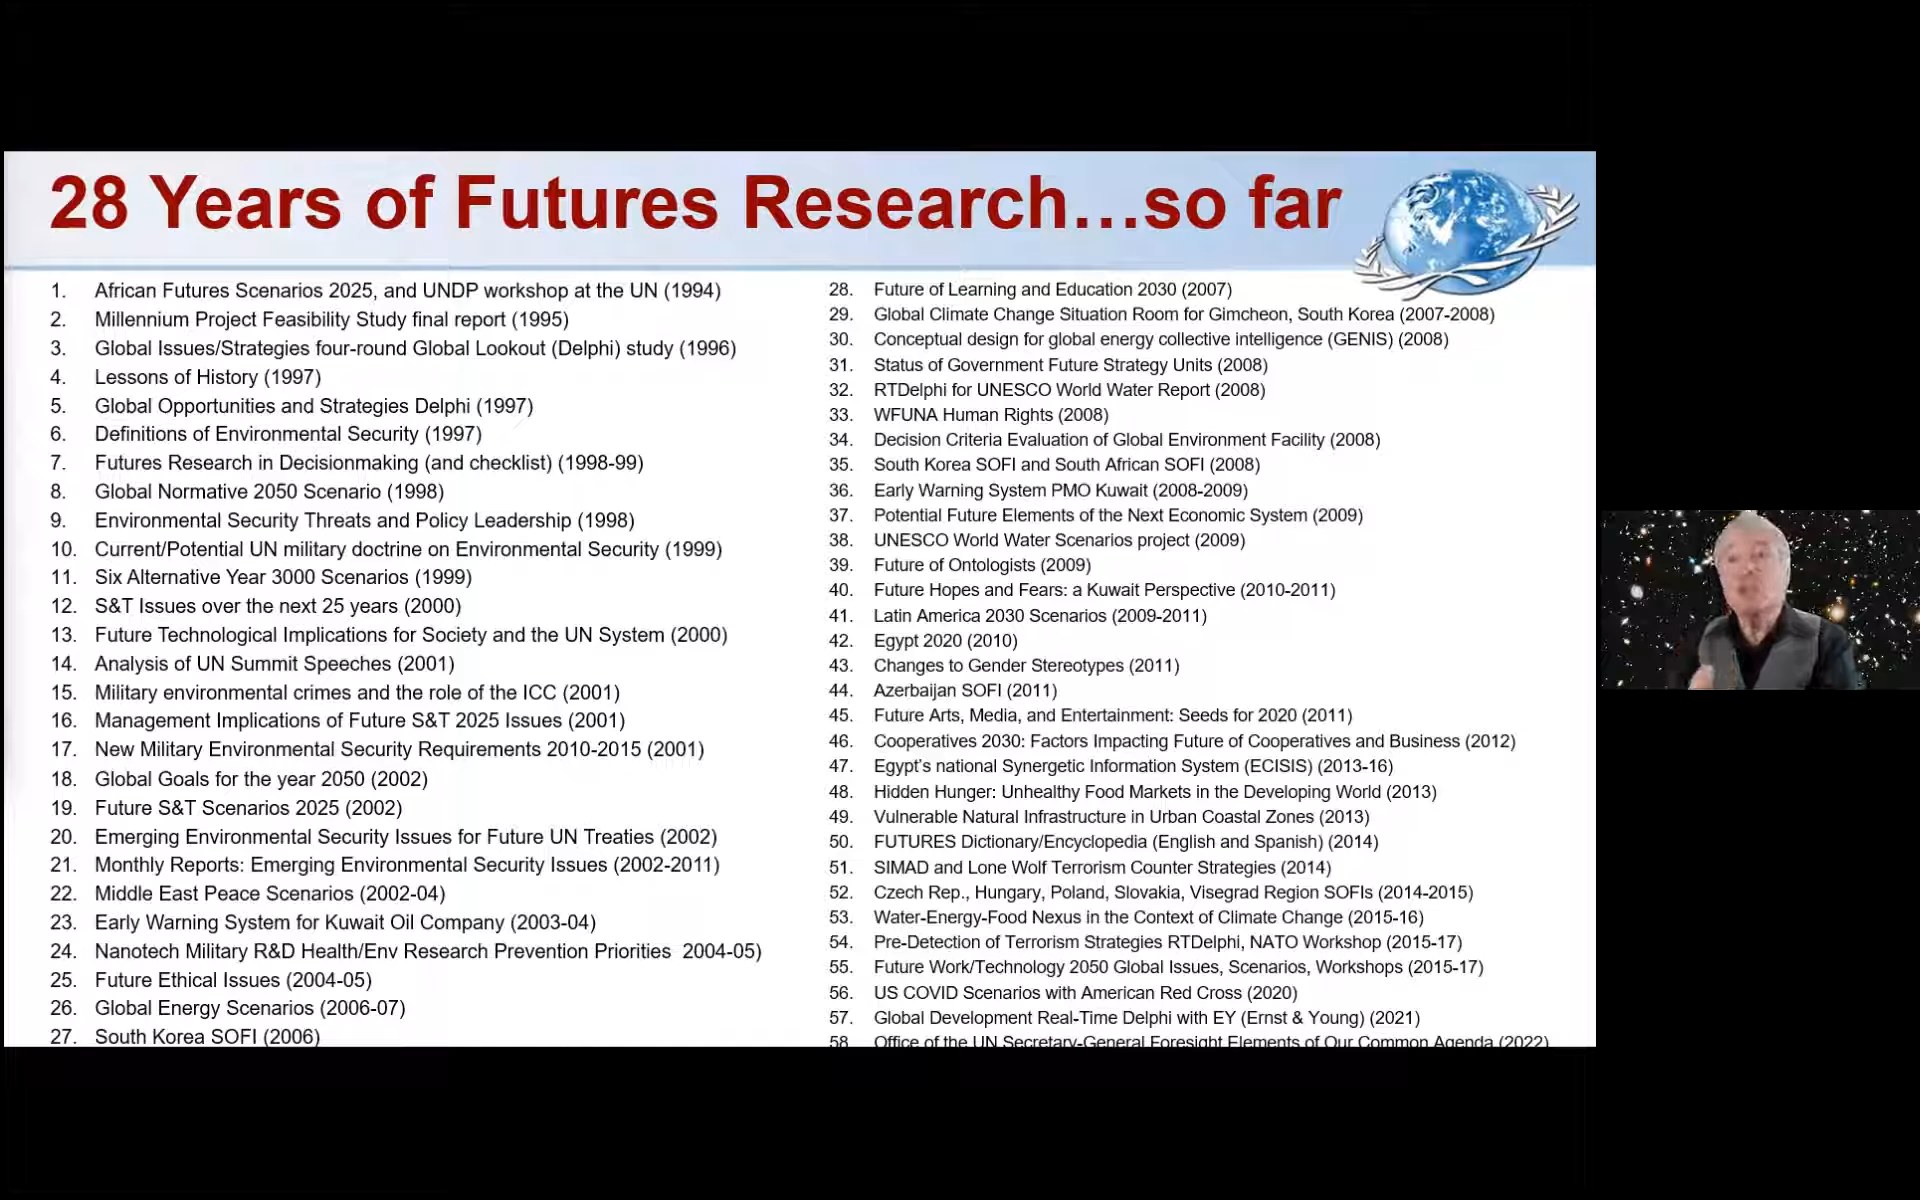 28 Years of Futures Research…so far
1. African Futures Scenarios 2025, and UNDP workshop at the UN (1994)
2. Millennium Project Feasibility Study final report (1995)
3. Global Issues/Strategies four-round Global Lookout (Delphi) study (1996)
4. Lessons of History (1997)
5. Global Opportunities and Strategies Delphi (1997)
6. Definitions of Environmental Security (1997)
7. Futures Research in Decisionmaking (and checklist) (1998-99)
8. Global Normative 2050 Scenario (1998)
9. Environmental Security Threats and Policy Leadership (1998)
10. Current/Potential UN military doctrine on Environmental Security (1999)
11. Six Alternative Year 3000 Scenarios (1999)
12. S&T Issues over the next 25 years (2000)
13. Future Technological Implications for Society and the UN System (2000)
14. Analysis of UN Summit Speeches (2001)
15. Military environmental crimes and the role of the ICC (2001)
16. Management Implications of Future S&T 2025 Issues (2001)
17. New Military Environmental Security Requirements 2010-2015 (2001)
18. Global Goals for the year 2050 (2002)
19. Future S&T Scenarios 2025 (2002)
20. Emerging Environmental Security Issues for Future UN Treaties (2002)
21. Monthly Reports: Emerging Environmental Security Issues (2002-2011)
22. Middle East Peace Scenarios (2002-04)
23. Early Warning System for Kuwait Oil Company (2003-04)
24. Nanotech Military R&D Health/Env Research Prevention Priorities 2004-05)
25. Future Ethical Issues (2004-05)
26. Global Energy Scenarios (2006-07)
27. South Korea SOFI (2006)
28. Future of Learning and Education 2030 (2007)
29. Global Climate Change Situation Room for Gimcheon, South Korea (2007-2008)
30. Conceptual design for global energy collective intelligence (GENIS) (2008)
31. Status of Government Future Strategy Units (2008)
32. RTDelphi for UNESCO World Water Report (2008)
33. WFUNA Human Rights (2008)
34. Decision Criteria Evaluation of Global Environment Facility (2008)
35. South Korea SOFI and South African SOFI (2008)
36. Early Warning System PMO Kuwait (2008-2009)
37. Potential Future Elements of the Next Economic System (2009)
38. UNESCO World Water Scenarios project (2009)
39. Future of Ontologists (2009)
40. Future Hopes and Fears: a Kuwait Perspective (2010-2011)
41. Latin America 2030 Scenarios (2009-2011)
42. Egypt 2020 (2010)
43. Changes to Gender Stereotypes (2011)
44. Azerbaijan SOFI (2011)
45. Future Arts, Media, and Entertainment: Seeds for 2020 (2011)
46. Cooperatives 2030: Factors Impacting Future of Cooperatives and Business (2012)
47. Egypt's national Synergetic Information System (ECISIS) (2013-16)
48. Hidden Hunger: Unhealthy Food Markets in the Developing World (2013)
49. Vulnerable Natural Infrastructure in Urban Coastal Zones (2013)
50. FUTURES Dictionary/Encyclopedia (English and Spanish) (2014)
51. SIMAD and Lone Wolf Terrorism Counter Strategies (2014)
52. Czech Rep., Hungary, Poland, Slovakia, Visegrad Region SOFIs (2014-2015)
53. Water-Energy-Food Nexus in the Context of Climate Change (2015-16)
54. Pre-Detection of Terrorism Strategies RTDelphi, NATO Workshop (2015-17)
55. Future Work/Technology 2050 Global Issues, Scenarios, Workshops (2015-17)
56. US COVID Scenarios with American Red Cross (2020)
57. Global Development Real-Time Delphi with EY (Ernst & Young) (2021)
58. Office of the UN Secretary-General Foresight Elements of Our Common Agenda (2022)